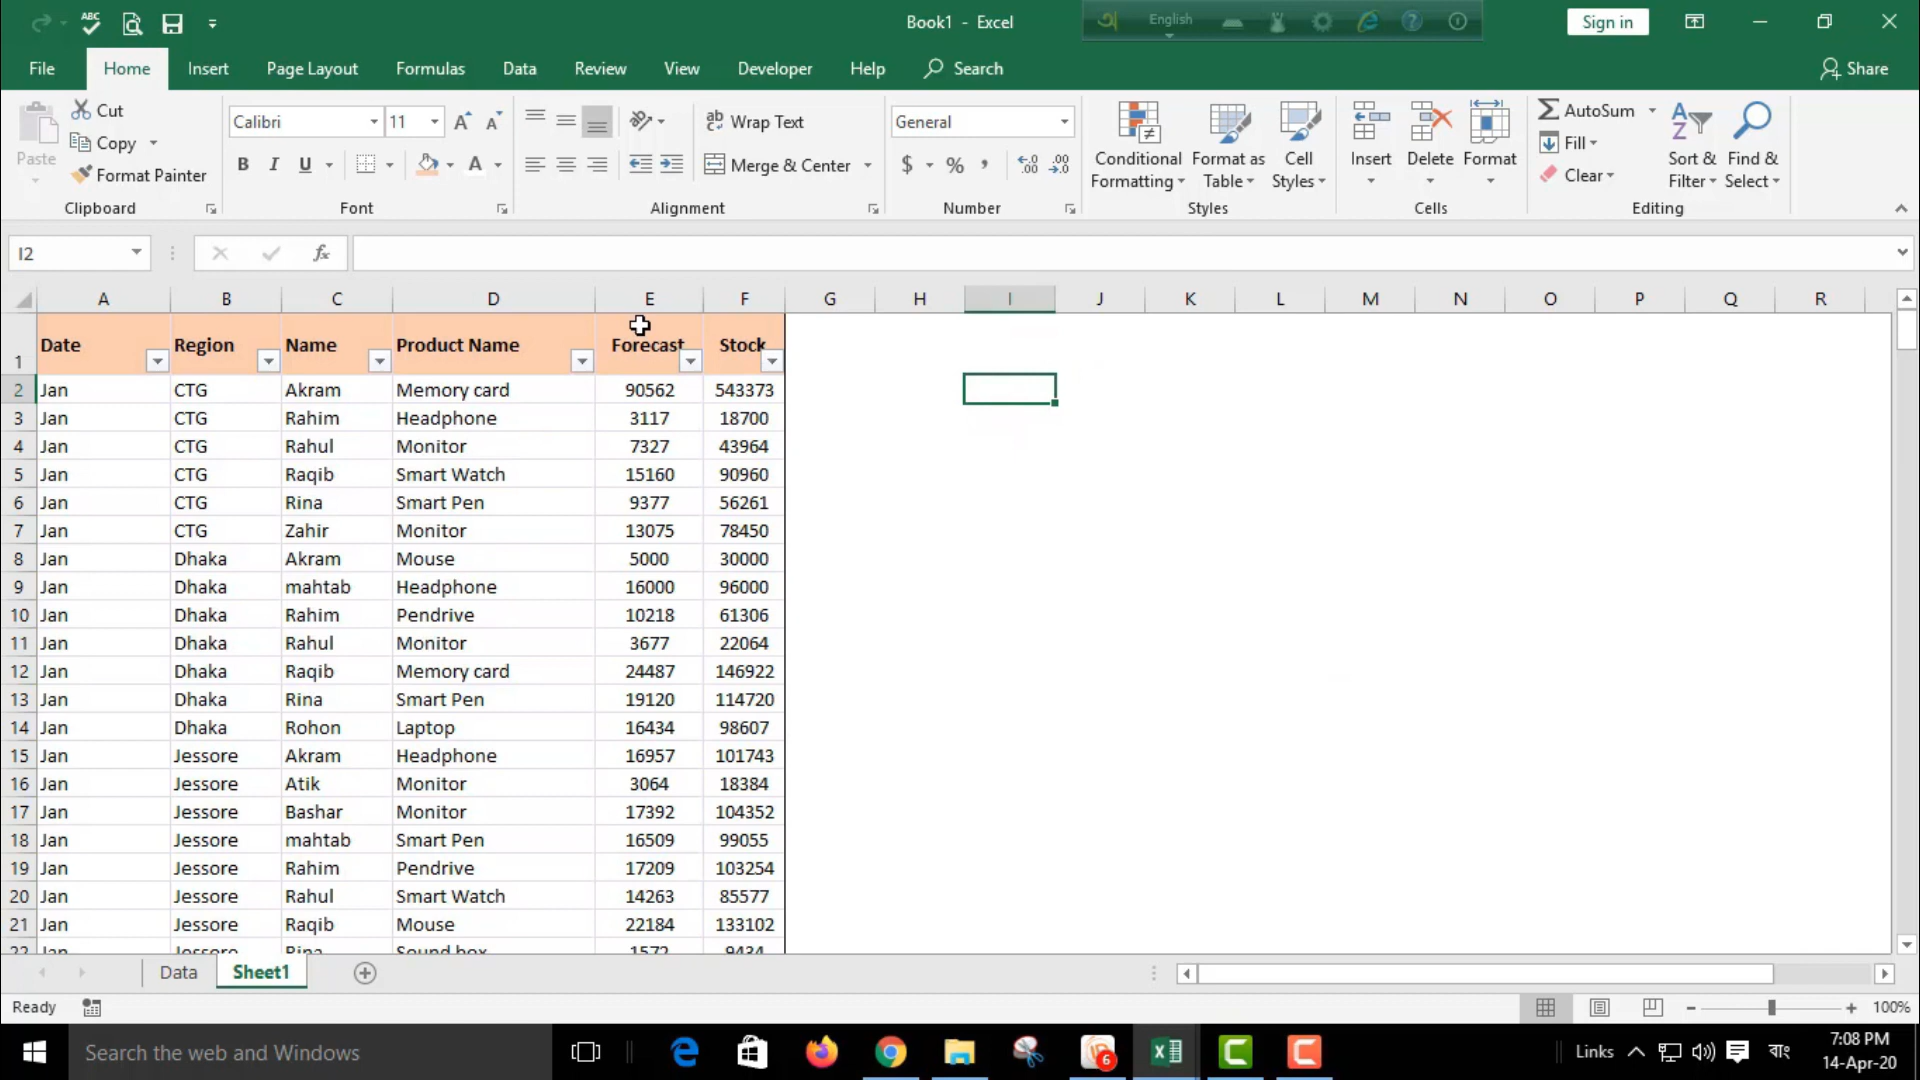 ABC
Book1 - Excel
অ English
Sign in
File Home Insert Page Layout Formulas Data Review View Developer Help Search
Share
Paste
Cut
Copy
Format Painter
Clipboard
Calibri 11
B I U A
Font
ab Wrap Text
Merge & Center
Alignment
General
$ % ,
Number
Conditional Formatting
Format as Table
Cell Styles
Styles
Insert
Delete
Format
Cells
AutoSum
Fill
Clear
Sort & Filter
Find & Select
Editing
I2
fx
A B C D E F G H I J K L M N O P Q R
1 Date Region Name Product Name Forecast Stock
2 Jan CTG Akram Memory card 90562 543373
3 Jan CTG Rahim Headphone 3117 18700
4 Jan CTG Rahul Monitor 7327 43964
5 Jan CTG Raqib Smart Watch 15160 90960
6 Jan CTG Rina Smart Pen 9377 56261
7 Jan CTG Zahir Monitor 13075 78450
8 Jan Dhaka Akram Mouse 5000 30000
9 Jan Dhaka mahtab Headphone 16000 96000
10 Jan Dhaka Rahim Pendrive 10218 61306
11 Jan Dhaka Rahul Monitor 3677 22064
12 Jan Dhaka Raqib Memory card 24487 146922
13 Jan Dhaka Rina Smart Pen 19120 114720
14 Jan Dhaka Rohon Laptop 16434 98607
15 Jan Jessore Akram Headphone 16957 101743
16 Jan Jessore Atik Monitor 3064 18384
17 Jan Jessore Bashar Monitor 17392 104352
18 Jan Jessore mahtab Smart Pen 16509 99055
19 Jan Jessore Rahim Pendrive 17209 103254
20 Jan Jessore Rahul Smart Watch 14263 85577
21 Jan Jessore Raqib Mouse 22184 133102
22 Jan Jessore Rina Sound box 1572 9434
Data Sheet1
Ready
100%
Search the web and Windows
6
Links
বাং
7:08 PM
14-Apr-20